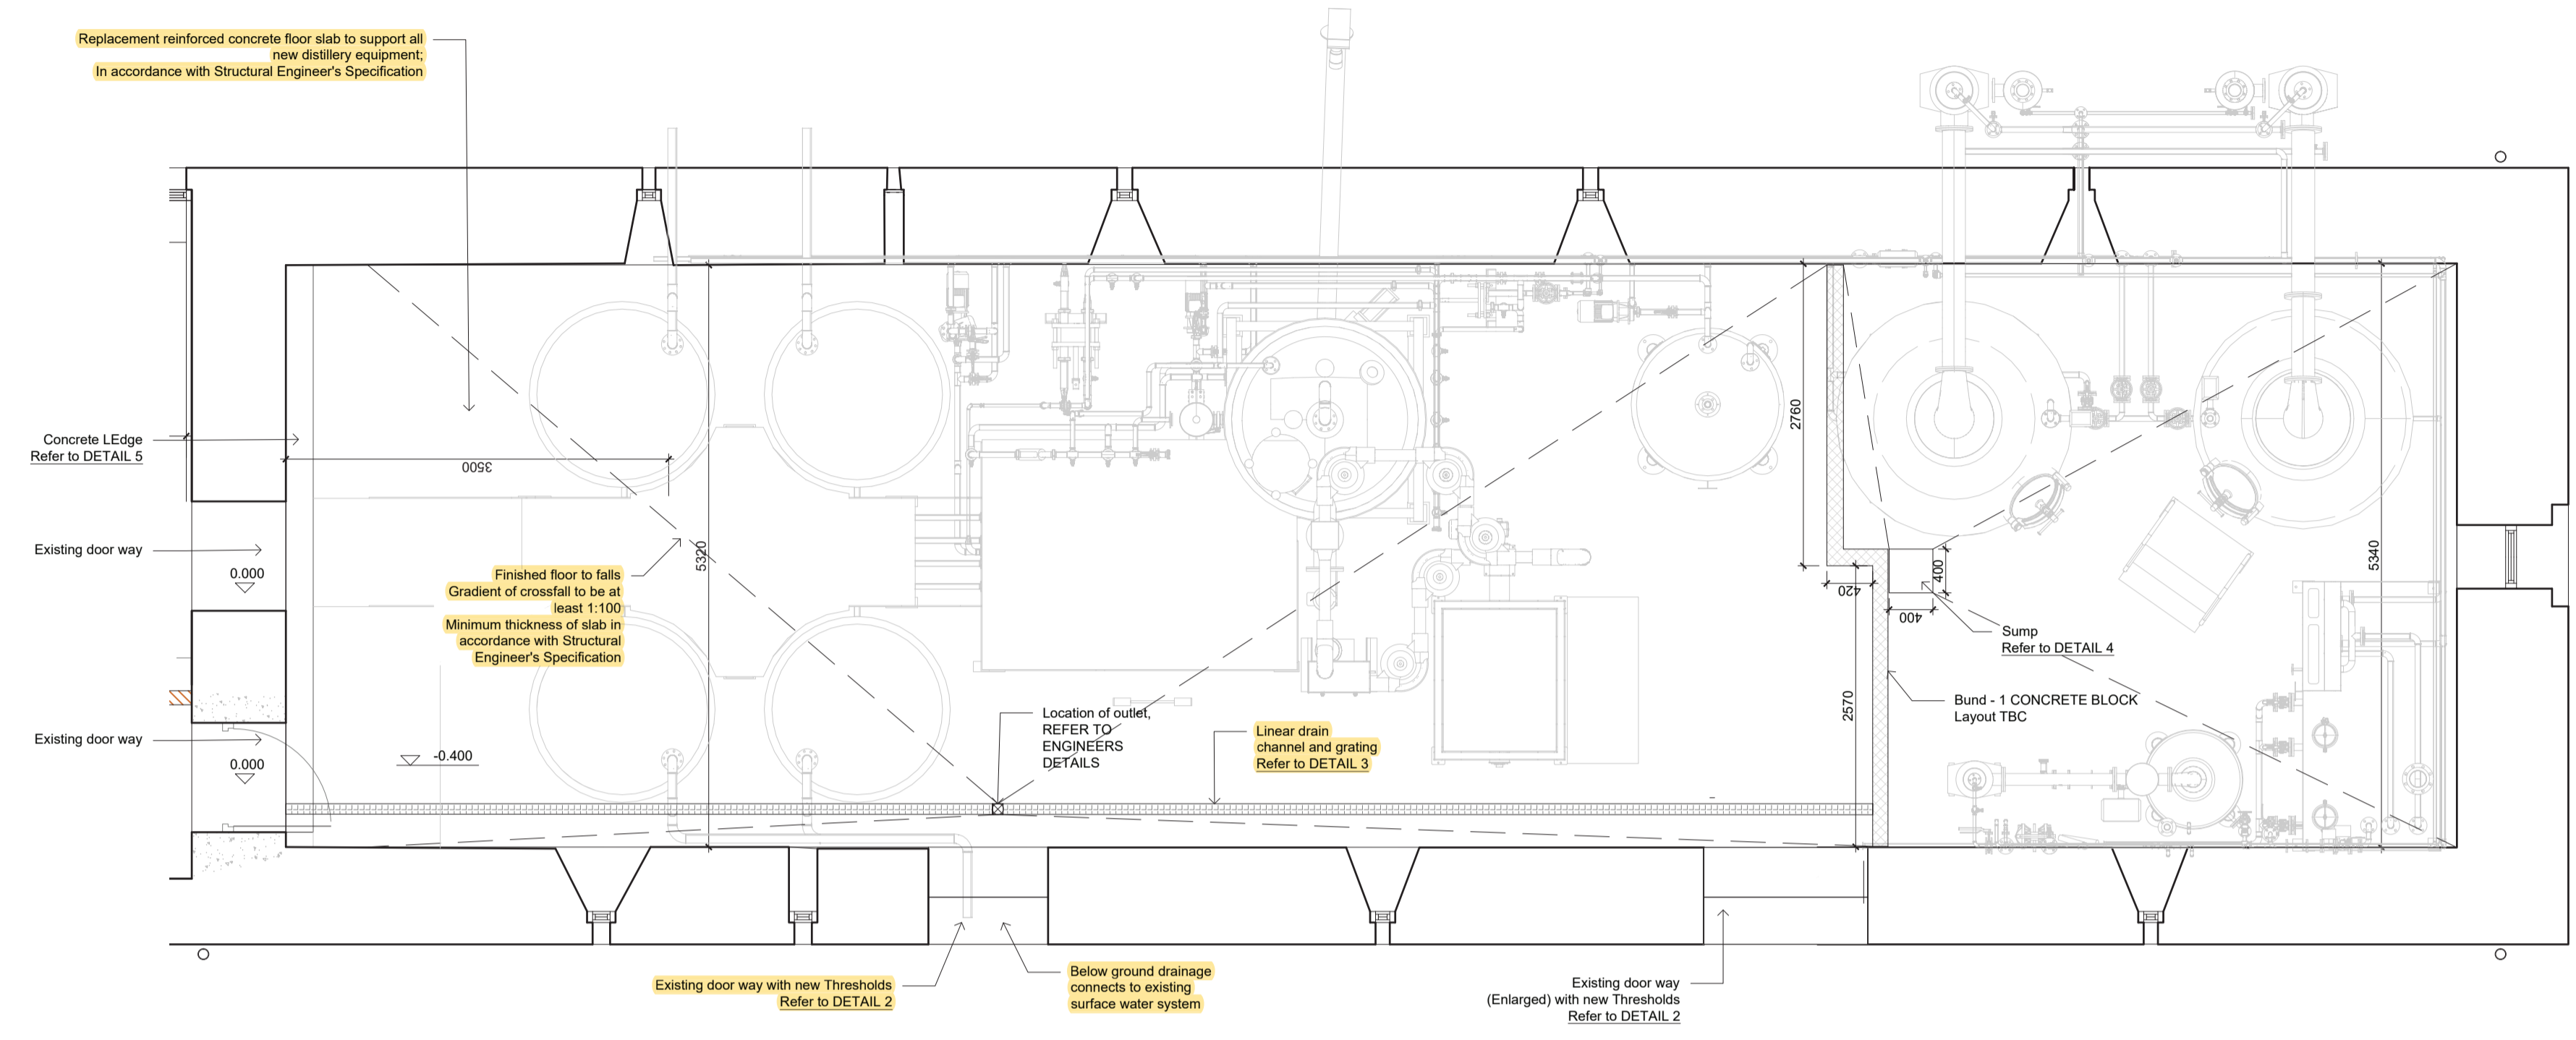 Replacement reinforced concrete floor slab to support all
new distillery equipment;
In accordance with Structural Engineer's Specification
Concrete LEdge
Refer to DETAIL 5
3500
2760
5320
5340
Existing door way
0.000
Finished floor to falls
Gradient of crossfall to be at
least 1:100
Minimum thickness of slab in
accordance with Structural
Engineer's Specification
400
420
400
Sump
Refer to DETAIL 4
Bund - 1 CONCRETE BLOCK
Layout TBC
2570
Location of outlet,
REFER TO
ENGINEERS
DETAILS
Linear drain
channel and grating
Refer to DETAIL 3
Existing door way
0.000
-0.400
Existing door way with new Thresholds
Refer to DETAIL 2
Below ground drainage
connects to existing
surface water system
Existing door way
(Enlarged) with new Thresholds
Refer to DETAIL 2